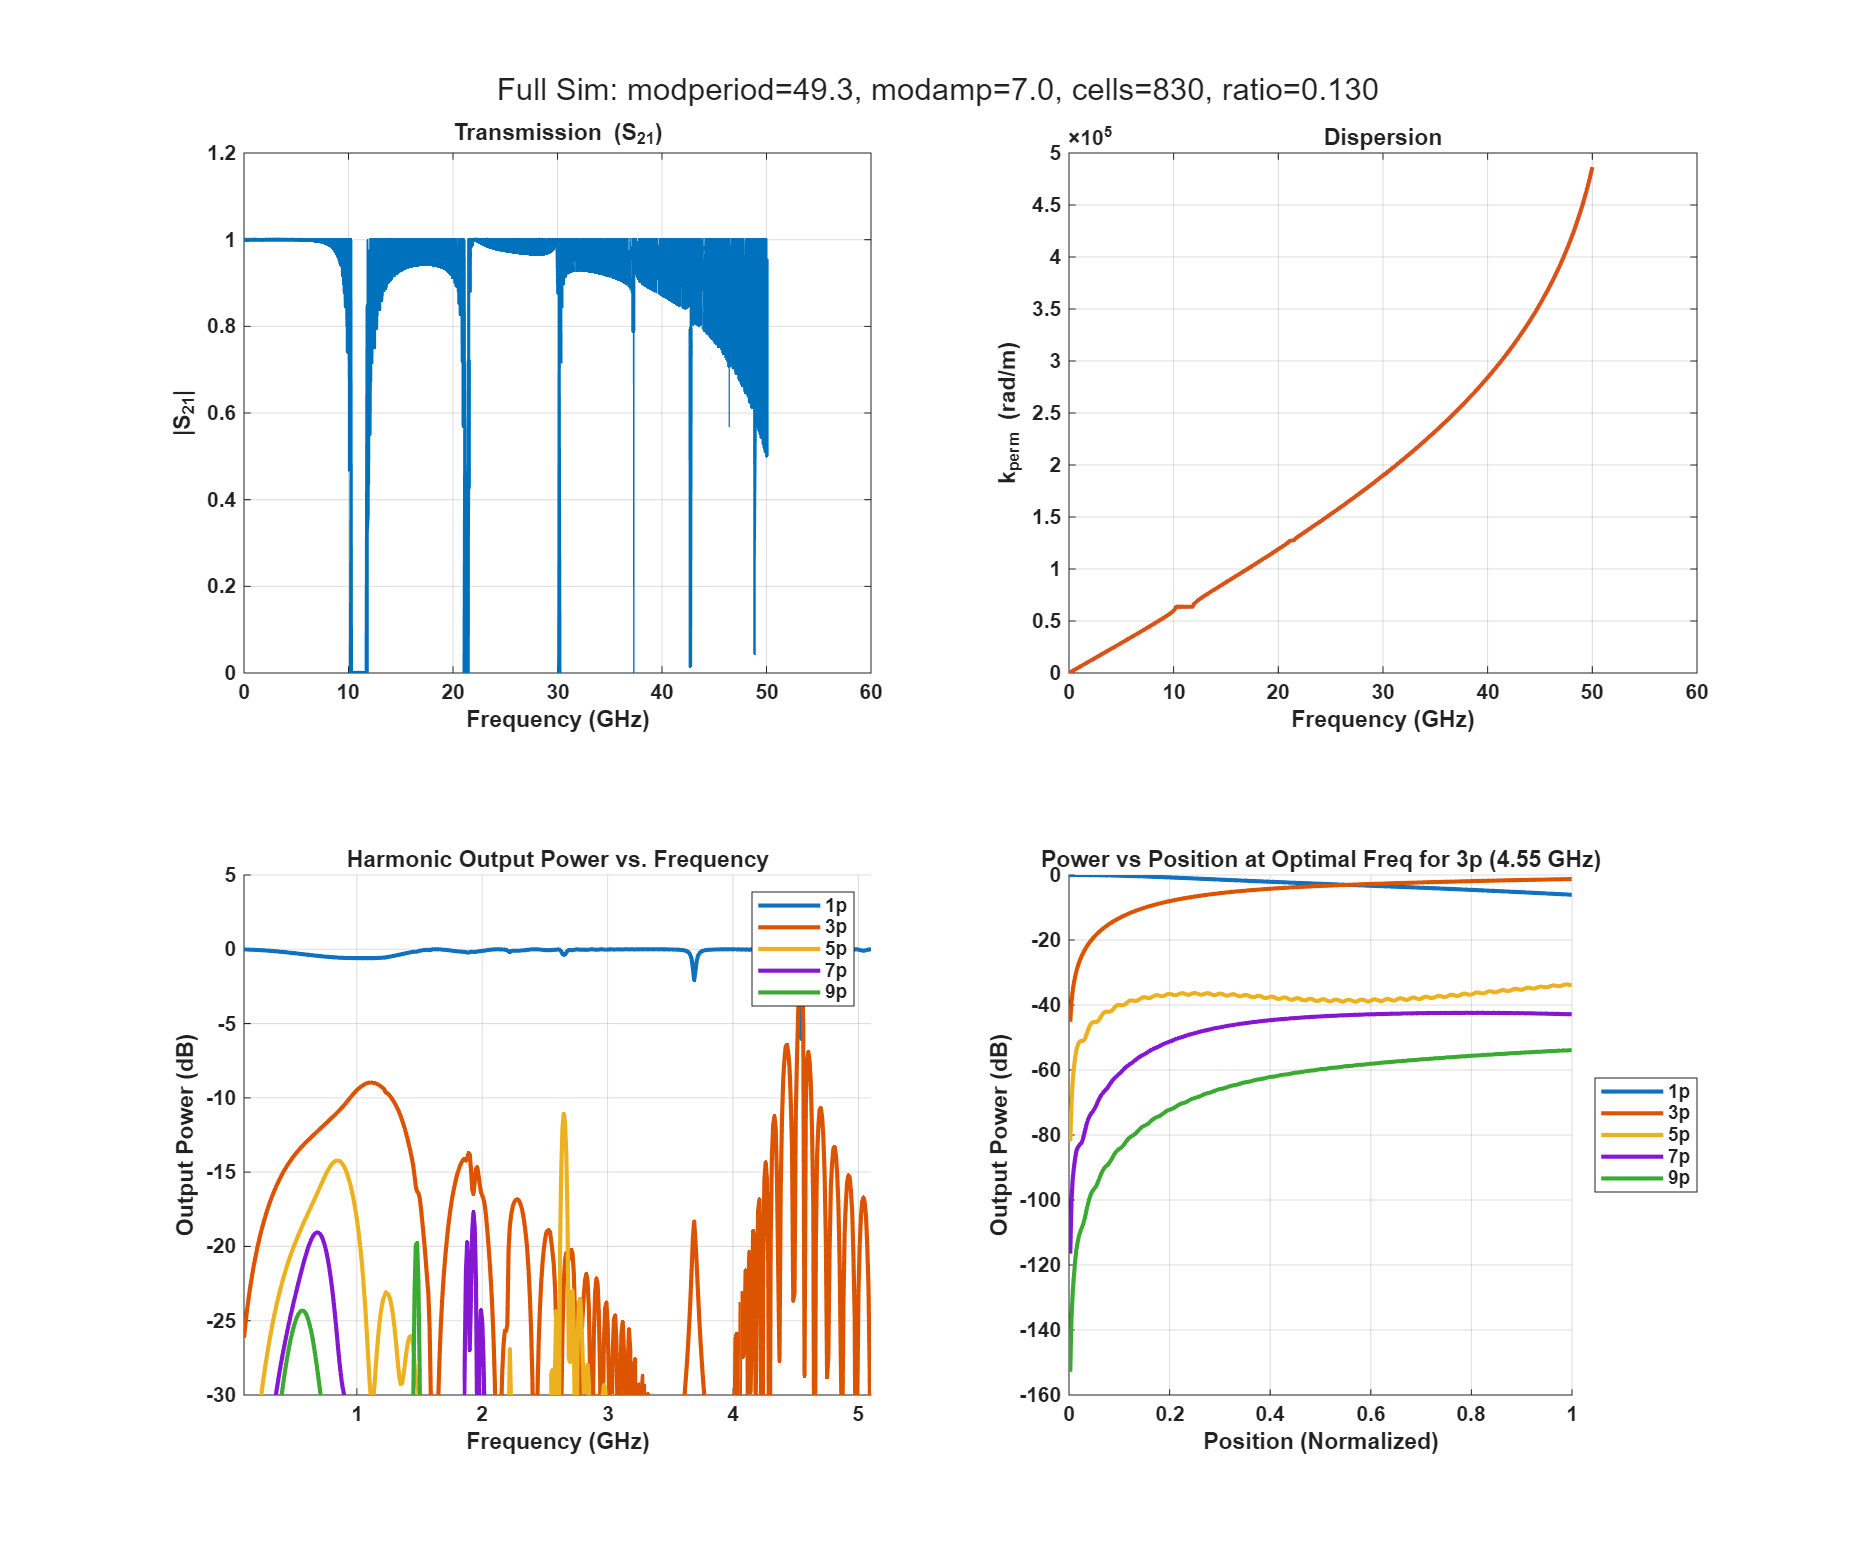 Full Sim: modperiod=49.3, modamp=7.0, cells=830, ratio=0.130
Transmission (S21)
1.2
1
0.8
0.6
0.4
0.2
0
|S21|
0 10 20 30 40 50 60
Frequency (GHz)
×10^5
Dispersion
5
4.5
4
3.5
3
2.5
2
1.5
1
0.5
0
kperm (rad/m)
0 10 20 30 40 50 60
Frequency (GHz)
Harmonic Output Power vs. Frequency
5
0
-5
-10
-15
-20
-25
-30
Output Power (dB)
1p
3p
5p
7p
9p
1 2 3 4 5
Frequency (GHz)
Power vs Position at Optimal Freq for 3p (4.55 GHz)
0
-20
-40
-60
-80
-100
-120
-140
-160
Output Power (dB)
0 0.2 0.4 0.6 0.8 1
Position (Normalized)
1p
3p
5p
7p
9p